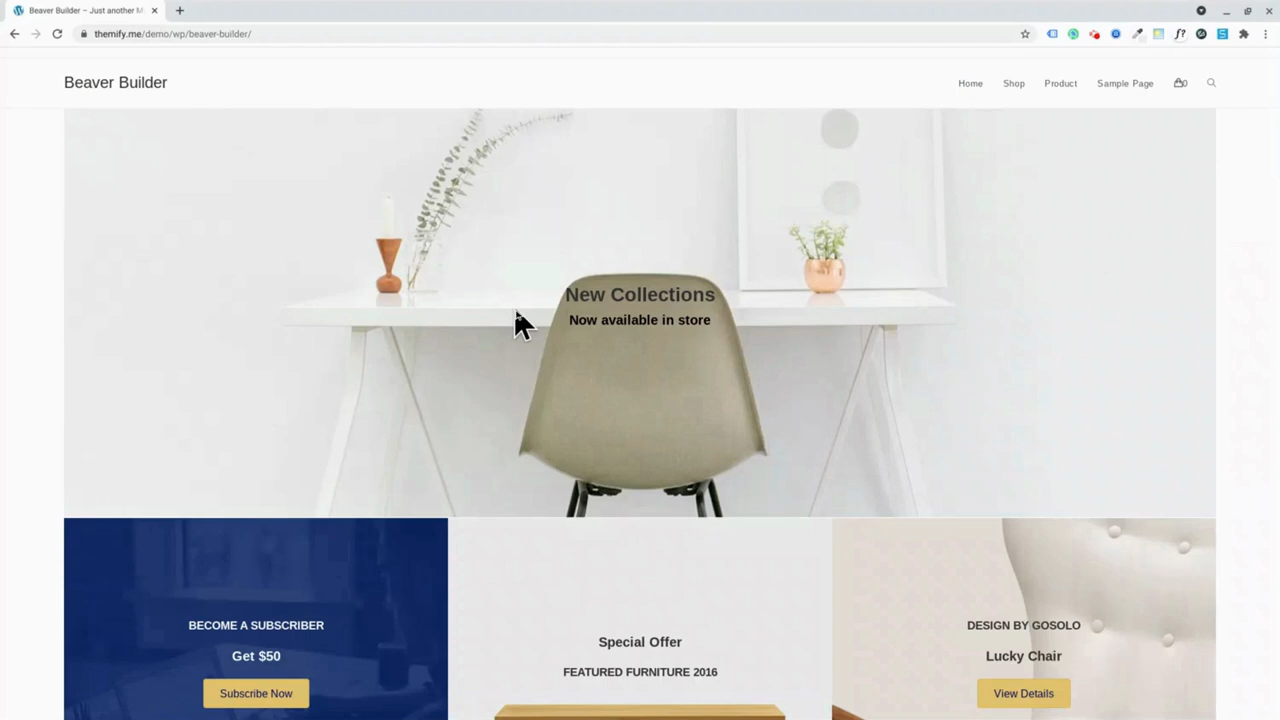 Beaver Builder – Just another M
themify.me/demo/wp/beaver-builder/
Beaver Builder
Home
Shop
Product
Sample Page
0
New Collections
Now available in store
BECOME A SUBSCRIBER
Get $50
Subscribe Now
Special Offer
FEATURED FURNITURE 2016
DESIGN BY GOSOLO
Lucky Chair
View Details